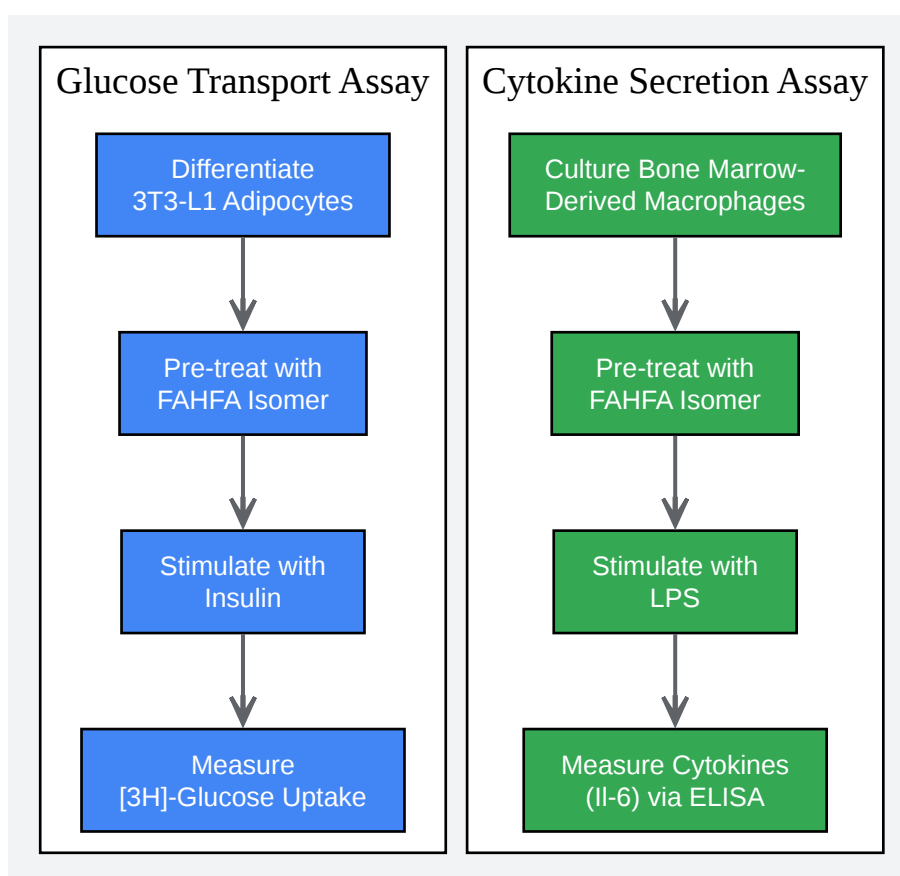 Glucose Transport Assay
Differentiate
3T3-L1 Adipocytes
Pre-treat with
FAHFA Isomer
Stimulate with
Insulin
Measure
[3H]-Glucose Uptake
Cytokine Secretion Assay
Culture Bone Marrow-
Derived Macrophages
Pre-treat with
FAHFA Isomer
Stimulate with
LPS
Measure Cytokines
(Il-6) via ELISA